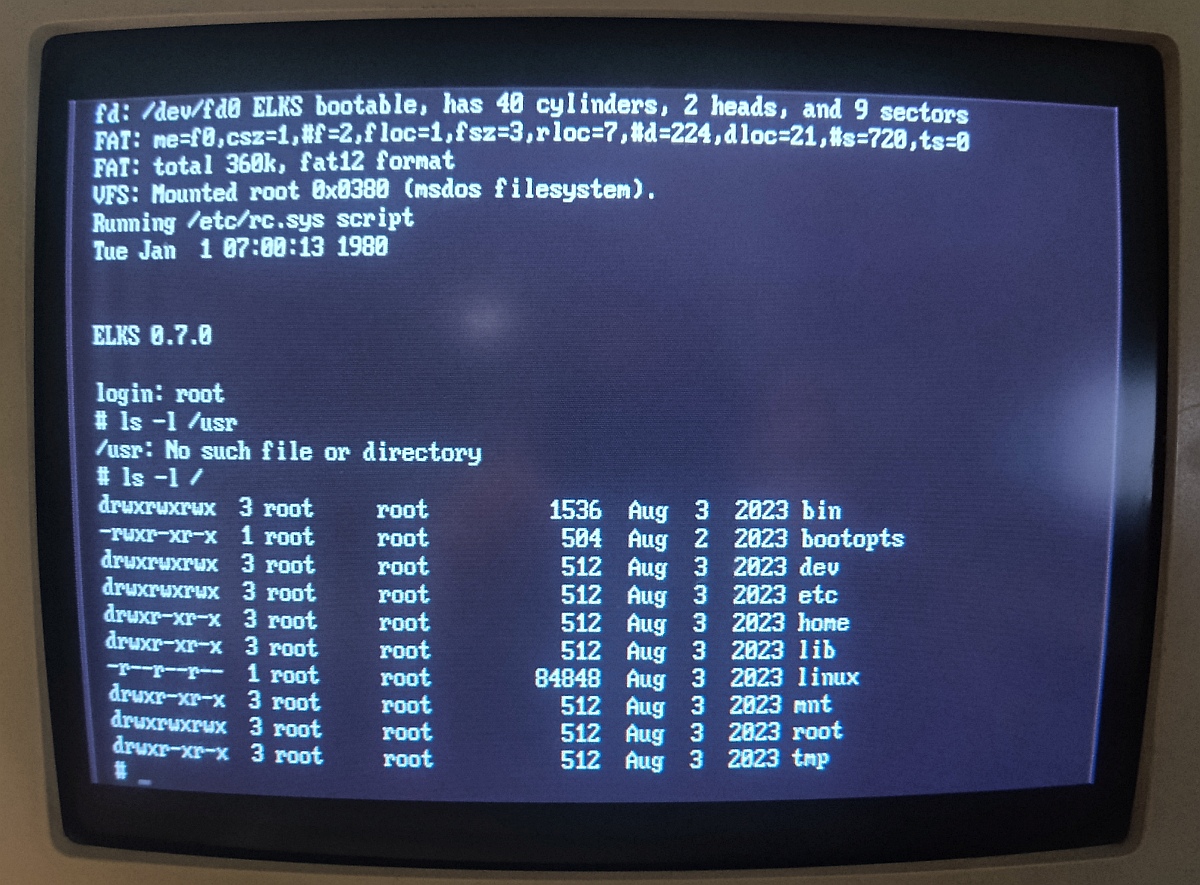 fd: /dev/fd0 ELKS bootable, has 40 cylinders, 2 heads, and 9 sectors
FAT: me=f0,csz=1,#f=2,floc=1,fsz=3,rloc=7,#d=224,dloc=21,#s=720,ts=0
FAT: total 360k, fat12 format
VFS: Mounted root 0x0380 (msdos filesystem).
Running /etc/rc.sys script
Tue Jan  1 07:00:13 1980
ELKS 0.7.0
login: root
# ls -l /usr
/usr: No such file or directory
# ls -l /
drwxrwxrwx  3 root     root         1536  Aug  3  2023 bin
-rwxr-xr-x  1 root     root          504  Aug  2  2023 bootopts
drwxrwxrwx  3 root     root          512  Aug  3  2023 dev
drwxrwxrwx  3 root     root          512  Aug  3  2023 etc
drwxr-xr-x  3 root     root          512  Aug  3  2023 home
drwxr-xr-x  3 root     root          512  Aug  3  2023 lib
-r--r--r--  1 root     root        84848  Aug  3  2023 linux
drwxr-xr-x  3 root     root          512  Aug  3  2023 mnt
drwxrwxrwx  3 root     root          512  Aug  3  2023 root
drwxr-xr-x  3 root     root          512  Aug  3  2023 tmp
# _